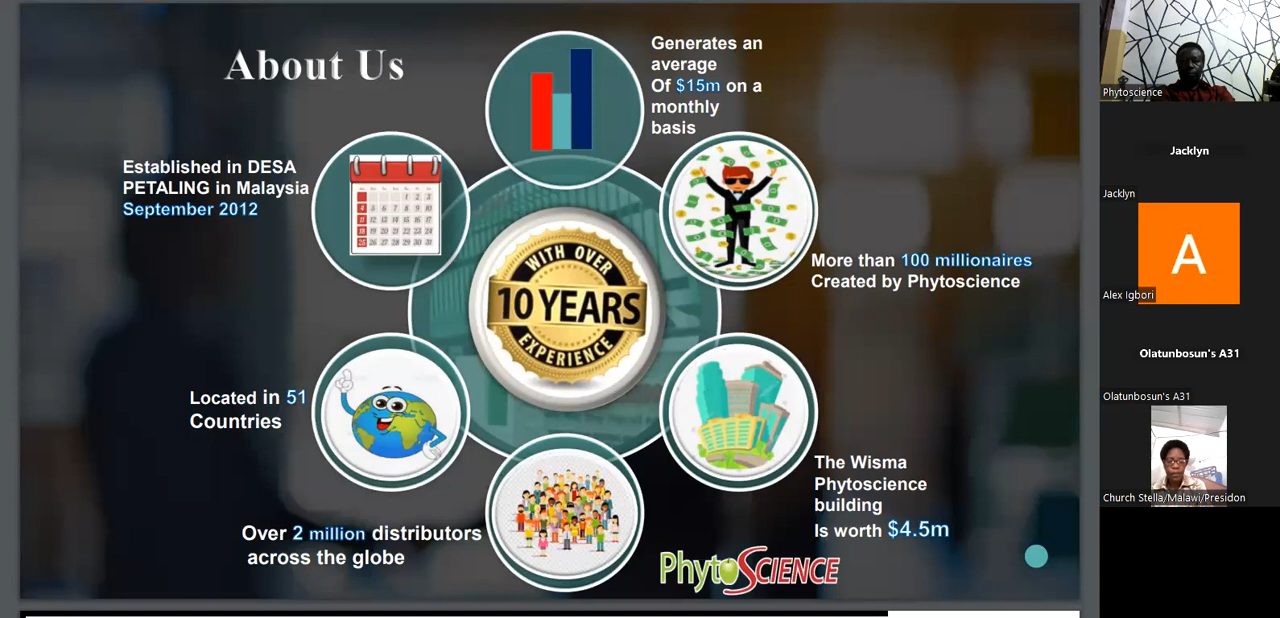 About Us
Generates an
average
Of $15m on a
monthly
basis
Established in DESA
PETALING in Malaysia
September 2012
More than 100 millionaires
Created by Phytoscience
WITH OVER
10 YEARS
EXPERIENCE
Located in 51
Countries
The Wisma
Phytoscience
building
Is worth $4.5m
Over 2 million distributors
across the globe
PhytoSCIENCE
Phytoscience
Jacklyn
Jacklyn
A
Alex Igbori
Olatunbosun's A31
Olatunbosun's A31
Church Stella/Malawi/Presidon